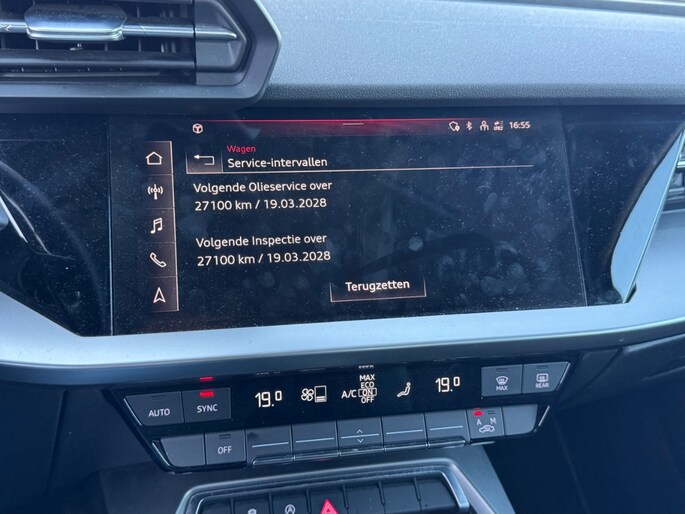 16:55
Wagen
Service-intervallen
Volgende Olieservice over
27100 km / 19.03.2028
Volgende Inspectie over
27100 km / 19.03.2028
Terugzetten
MAX
ECO
A/C ON
OFF
19.0
19.0
AUTO
SYNC
MAX
REAR
OFF
A M